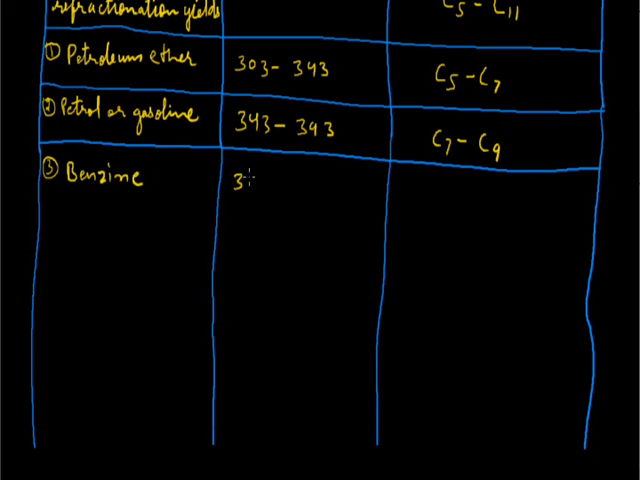 refractionation yields C5 - C11
① Petroleum ether 303 - 343 C5 - C7
② Petrol or gasoline 343 - 343 C7 - C9
③ Benzine 3